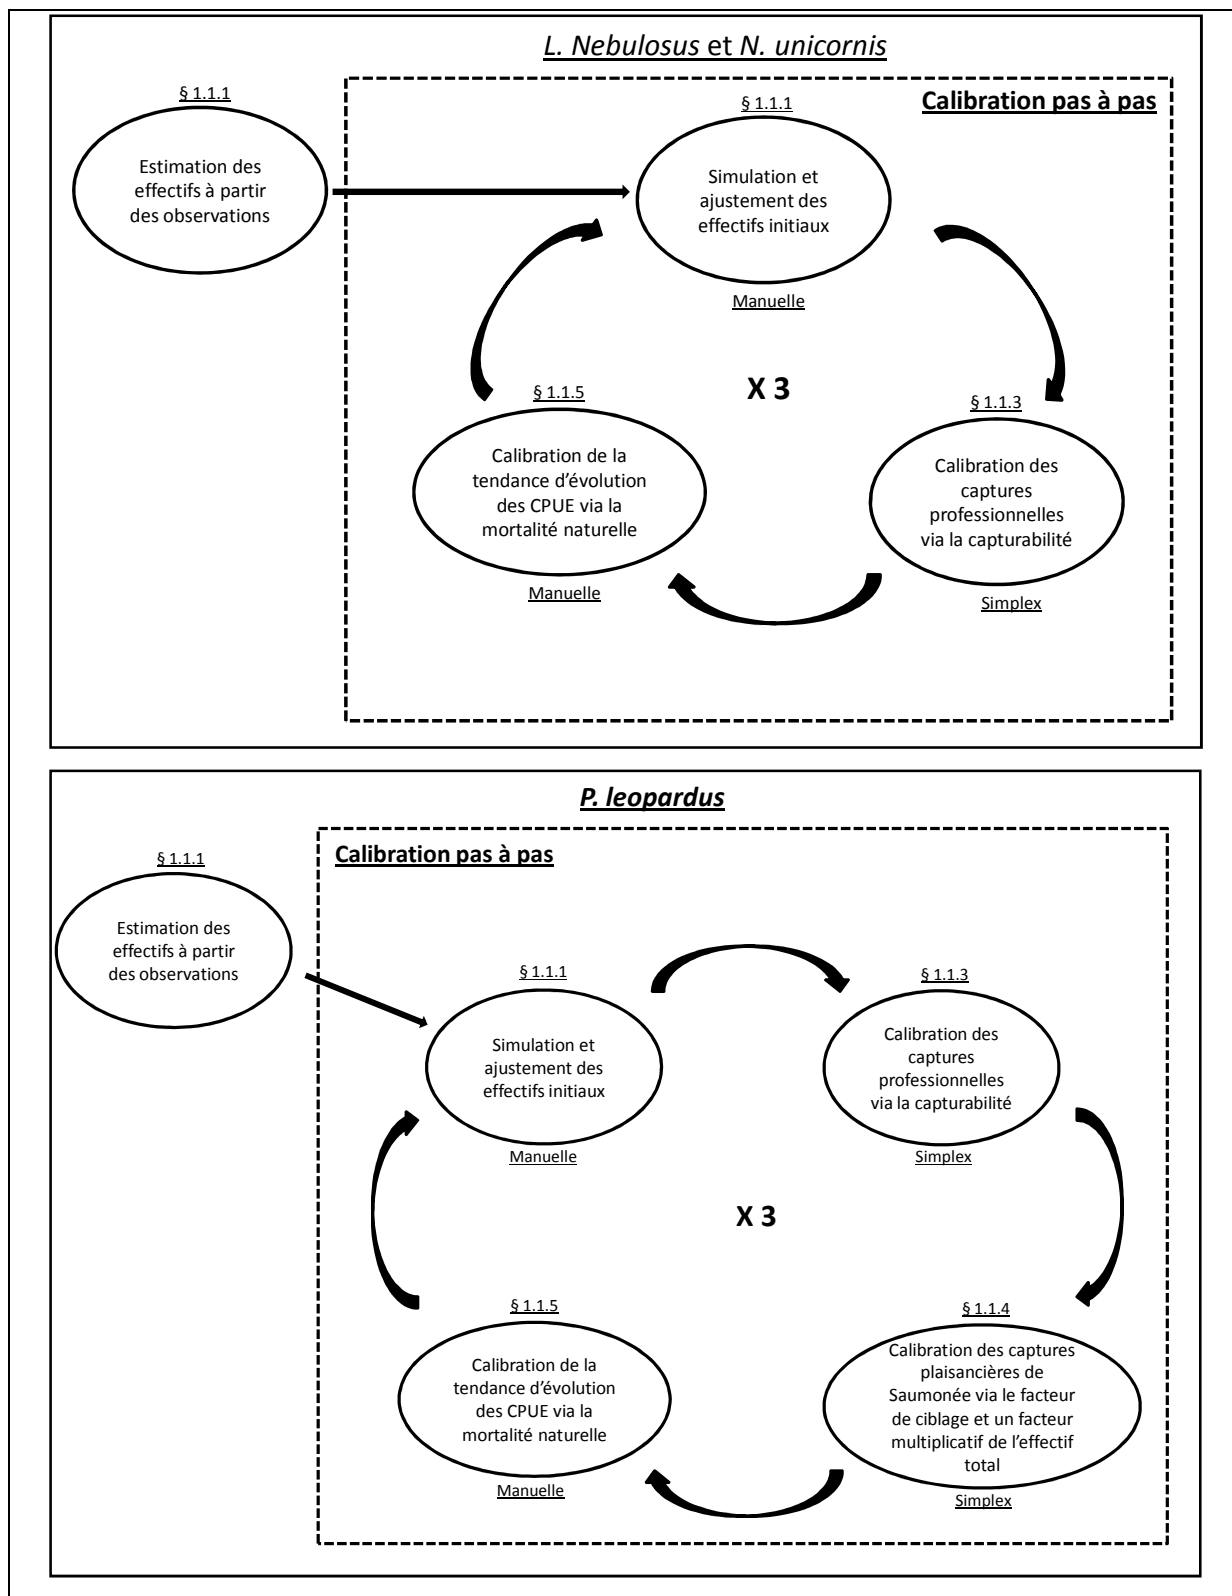 L. Nebulosus et N. unicornis
§ 1.1.1
Estimation des
effectifs à partir
des observations
Calibration pas à pas
§ 1.1.1
Simulation et
ajustement des
effectifs initiaux
Manuelle
X 3
§ 1.1.5
Calibration de la
tendance d’évolution
des CPUE via la
mortalité naturelle
Manuelle
§ 1.1.3
Calibration des
captures
professionnelles
via la capturabilité
Simplex
P. leopardus
§ 1.1.1
Estimation des
effectifs à partir
des observations
Calibration pas à pas
§ 1.1.1
Simulation et
ajustement des
effectifs initiaux
Manuelle
§ 1.1.3
Calibration des
captures
professionnelles
via la capturabilité
Simplex
X 3
§ 1.1.5
Calibration de la
tendance d’évolution
des CPUE via la
mortalité naturelle
Manuelle
§ 1.1.4
Calibration des captures
plaisancières de
Saumonée via le facteur
de ciblage et un facteur
multiplicatif de l’effectif
total
Simplex